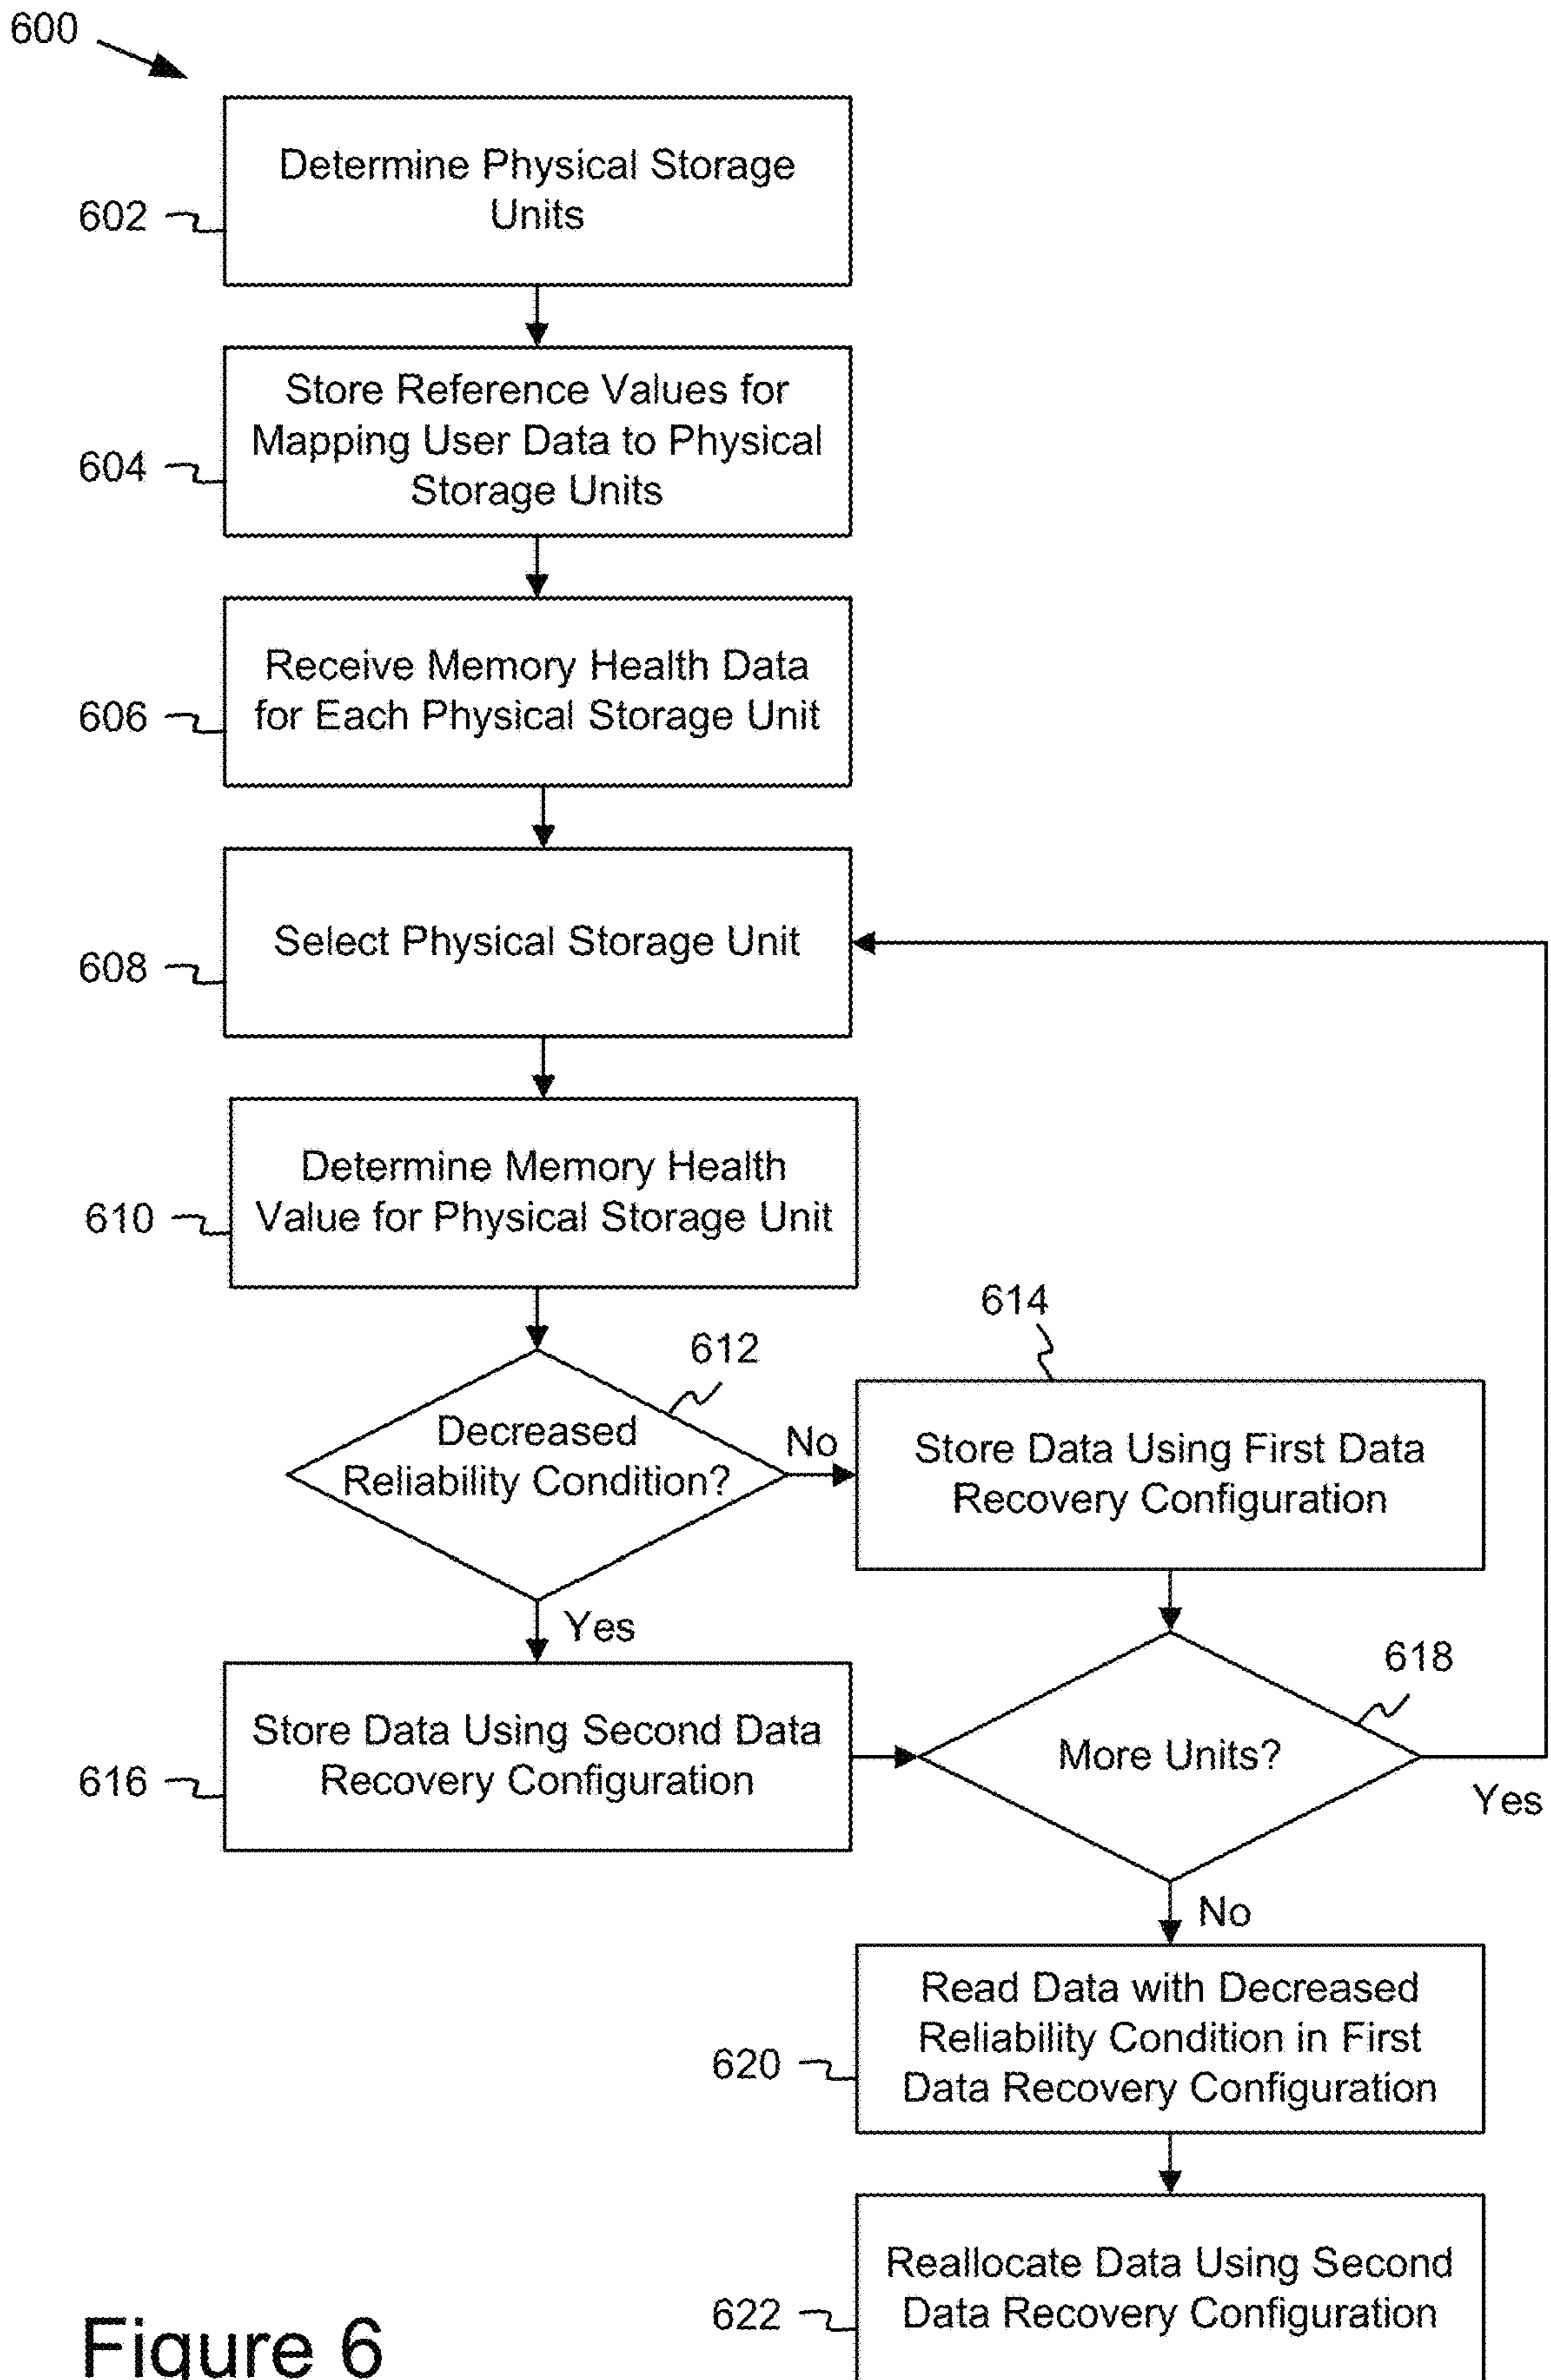 600
Determine Physical Storage
Units
602
Store Reference Values for
Mapping User Data to Physical
Storage Units
604
Receive Memory Health Data
for Each Physical Storage Unit
606
Select Physical Storage Unit
608
Determine Memory Health
Value for Physical Storage Unit
610
612
Decreased
Reliability Condition?
No
614
Store Data Using First Data
Recovery Configuration
Yes
Store Data Using Second Data
Recovery Configuration
616
618
More Units?
Yes
No
Read Data with Decreased
Reliability Condition in First
Data Recovery Configuration
620
Reallocate Data Using Second
Data Recovery Configuration
622
Figure 6